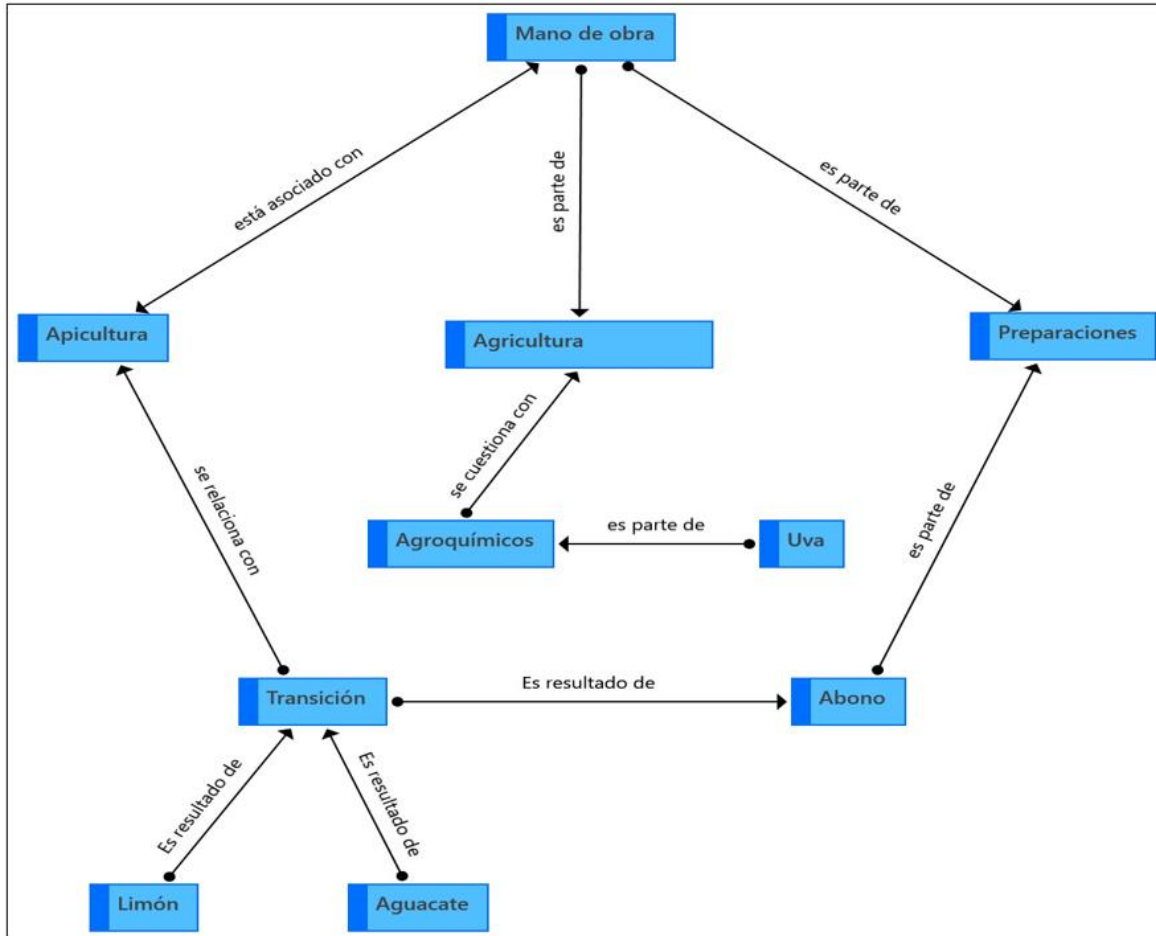 Mano de obra
está asociado con
es parte de
es parte de
Apicultura
Agricultura
Preparaciones
se relaciona con
se cuestiona con
es parte de
Agroquímicos
es parte de
Uva
Transición
Es resultado de
Abono
Es resultado de
Es resultado de
Limón
Aguacate